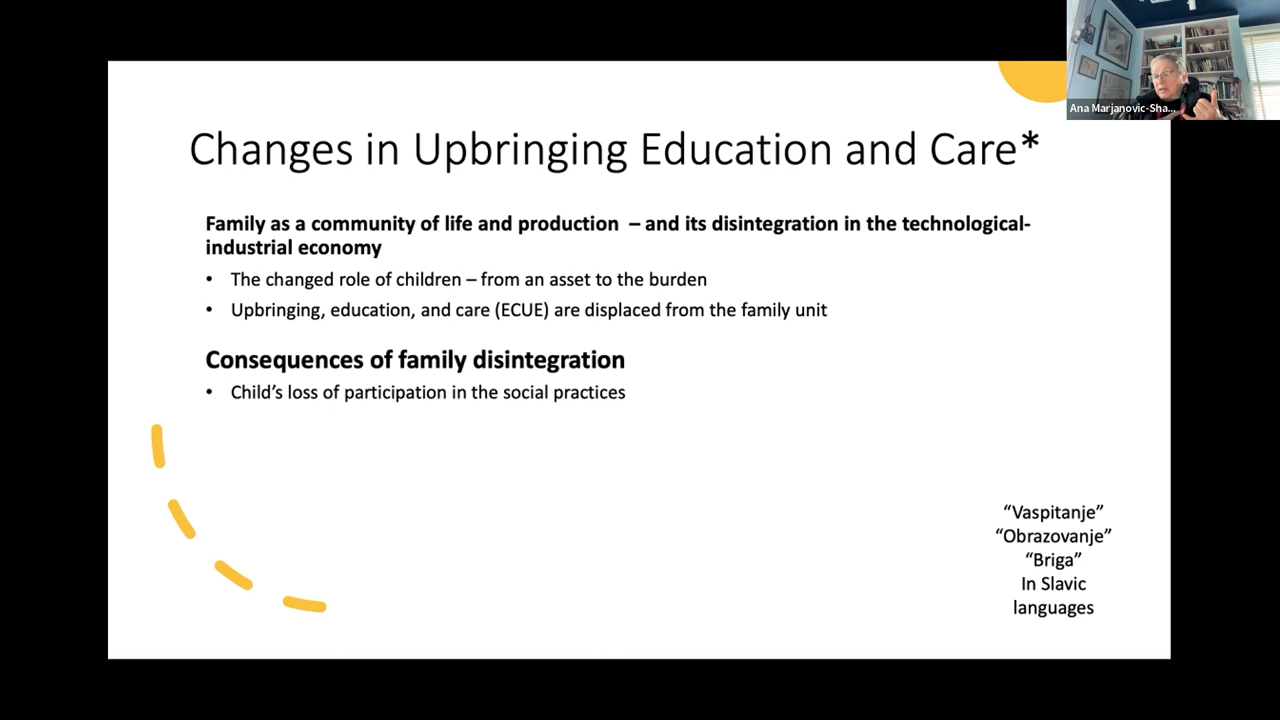 Ana Marjanovic-Sha...
Changes in Upbringing Education and Care*
Family as a community of life and production – and its disintegration in the technological-
industrial economy
• The changed role of children – from an asset to the burden
• Upbringing, education, and care (ECUE) are displaced from the family unit
Consequences of family disintegration
• Child’s loss of participation in the social practices
“Vaspitanje”
“Obrazovanje”
“Briga”
In Slavic
languages